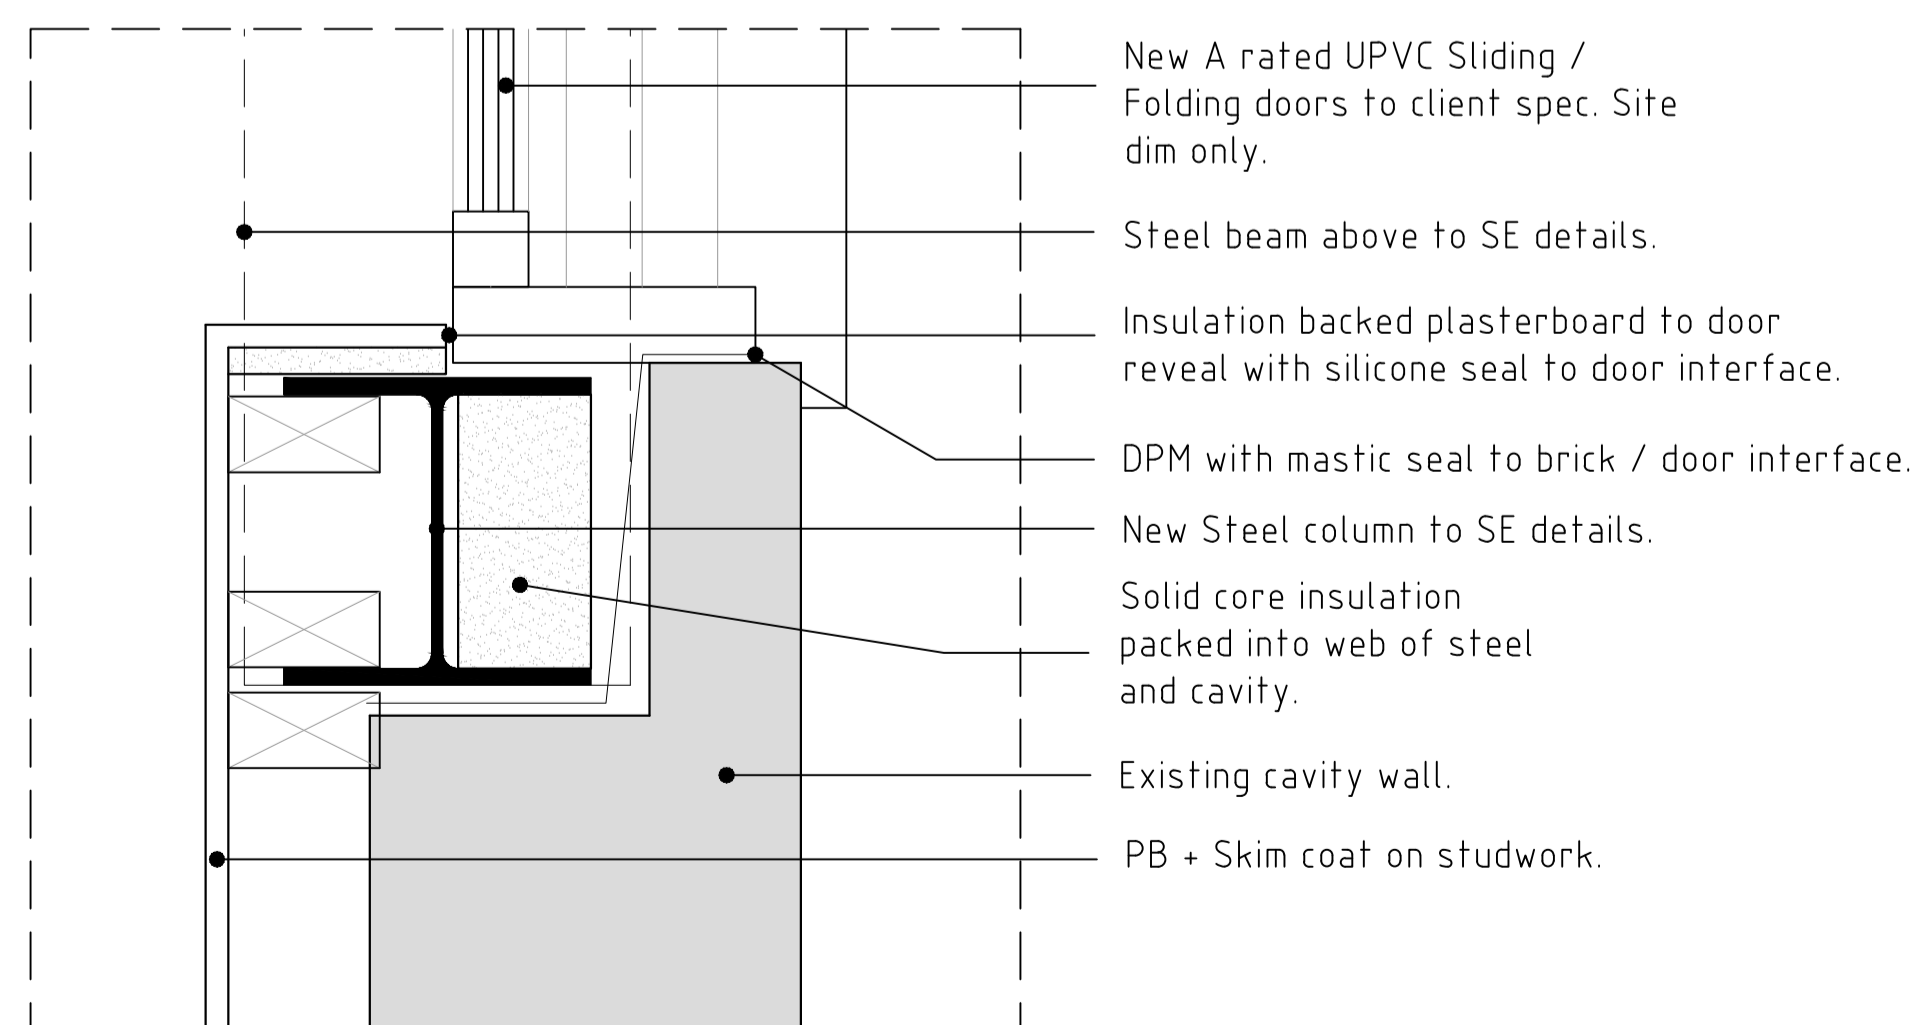 New A rated UPVC Sliding /
Folding doors to client spec. Site
dim only.
Steel beam above to SE details.
Insulation backed plasterboard to door
reveal with silicone seal to door interface.
DPM with mastic seal to brick / door interface.
New Steel column to SE details.
Solid core insulation
packed into web of steel
and cavity.
Existing cavity wall.
PB + Skim coat on studwork.